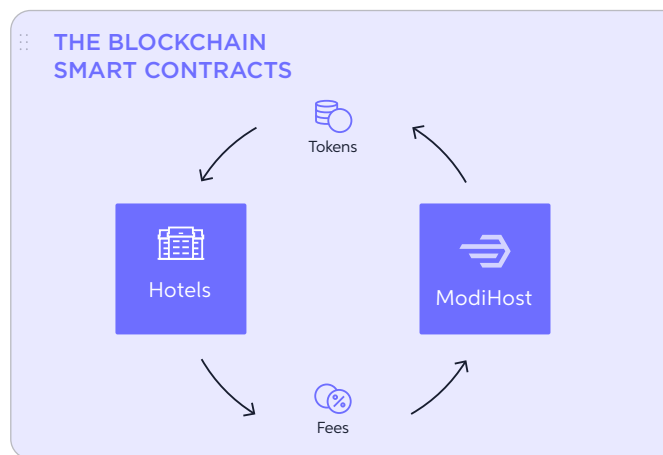 THE BLOCKCHAIN
SMART CONTRACTS
Tokens
Hotels
ModiHost
Fees